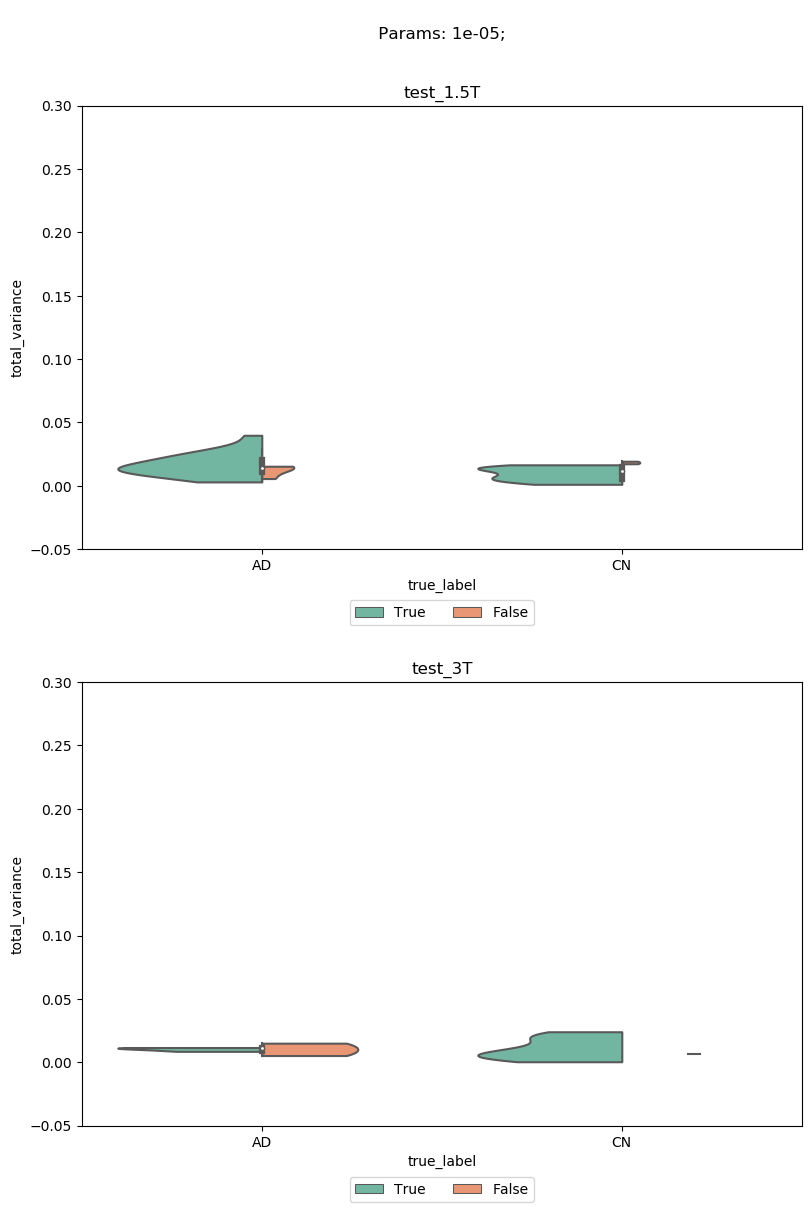 Params: 1e-05;
test_1.5T
0.30
0.25
0.20
0.15
0.10
0.05
0.00
−0.05
total_variance
AD CN
true_label
True False
test_3T
0.30
0.25
0.20
0.15
0.10
0.05
0.00
−0.05
total_variance
AD CN
true_label
True False